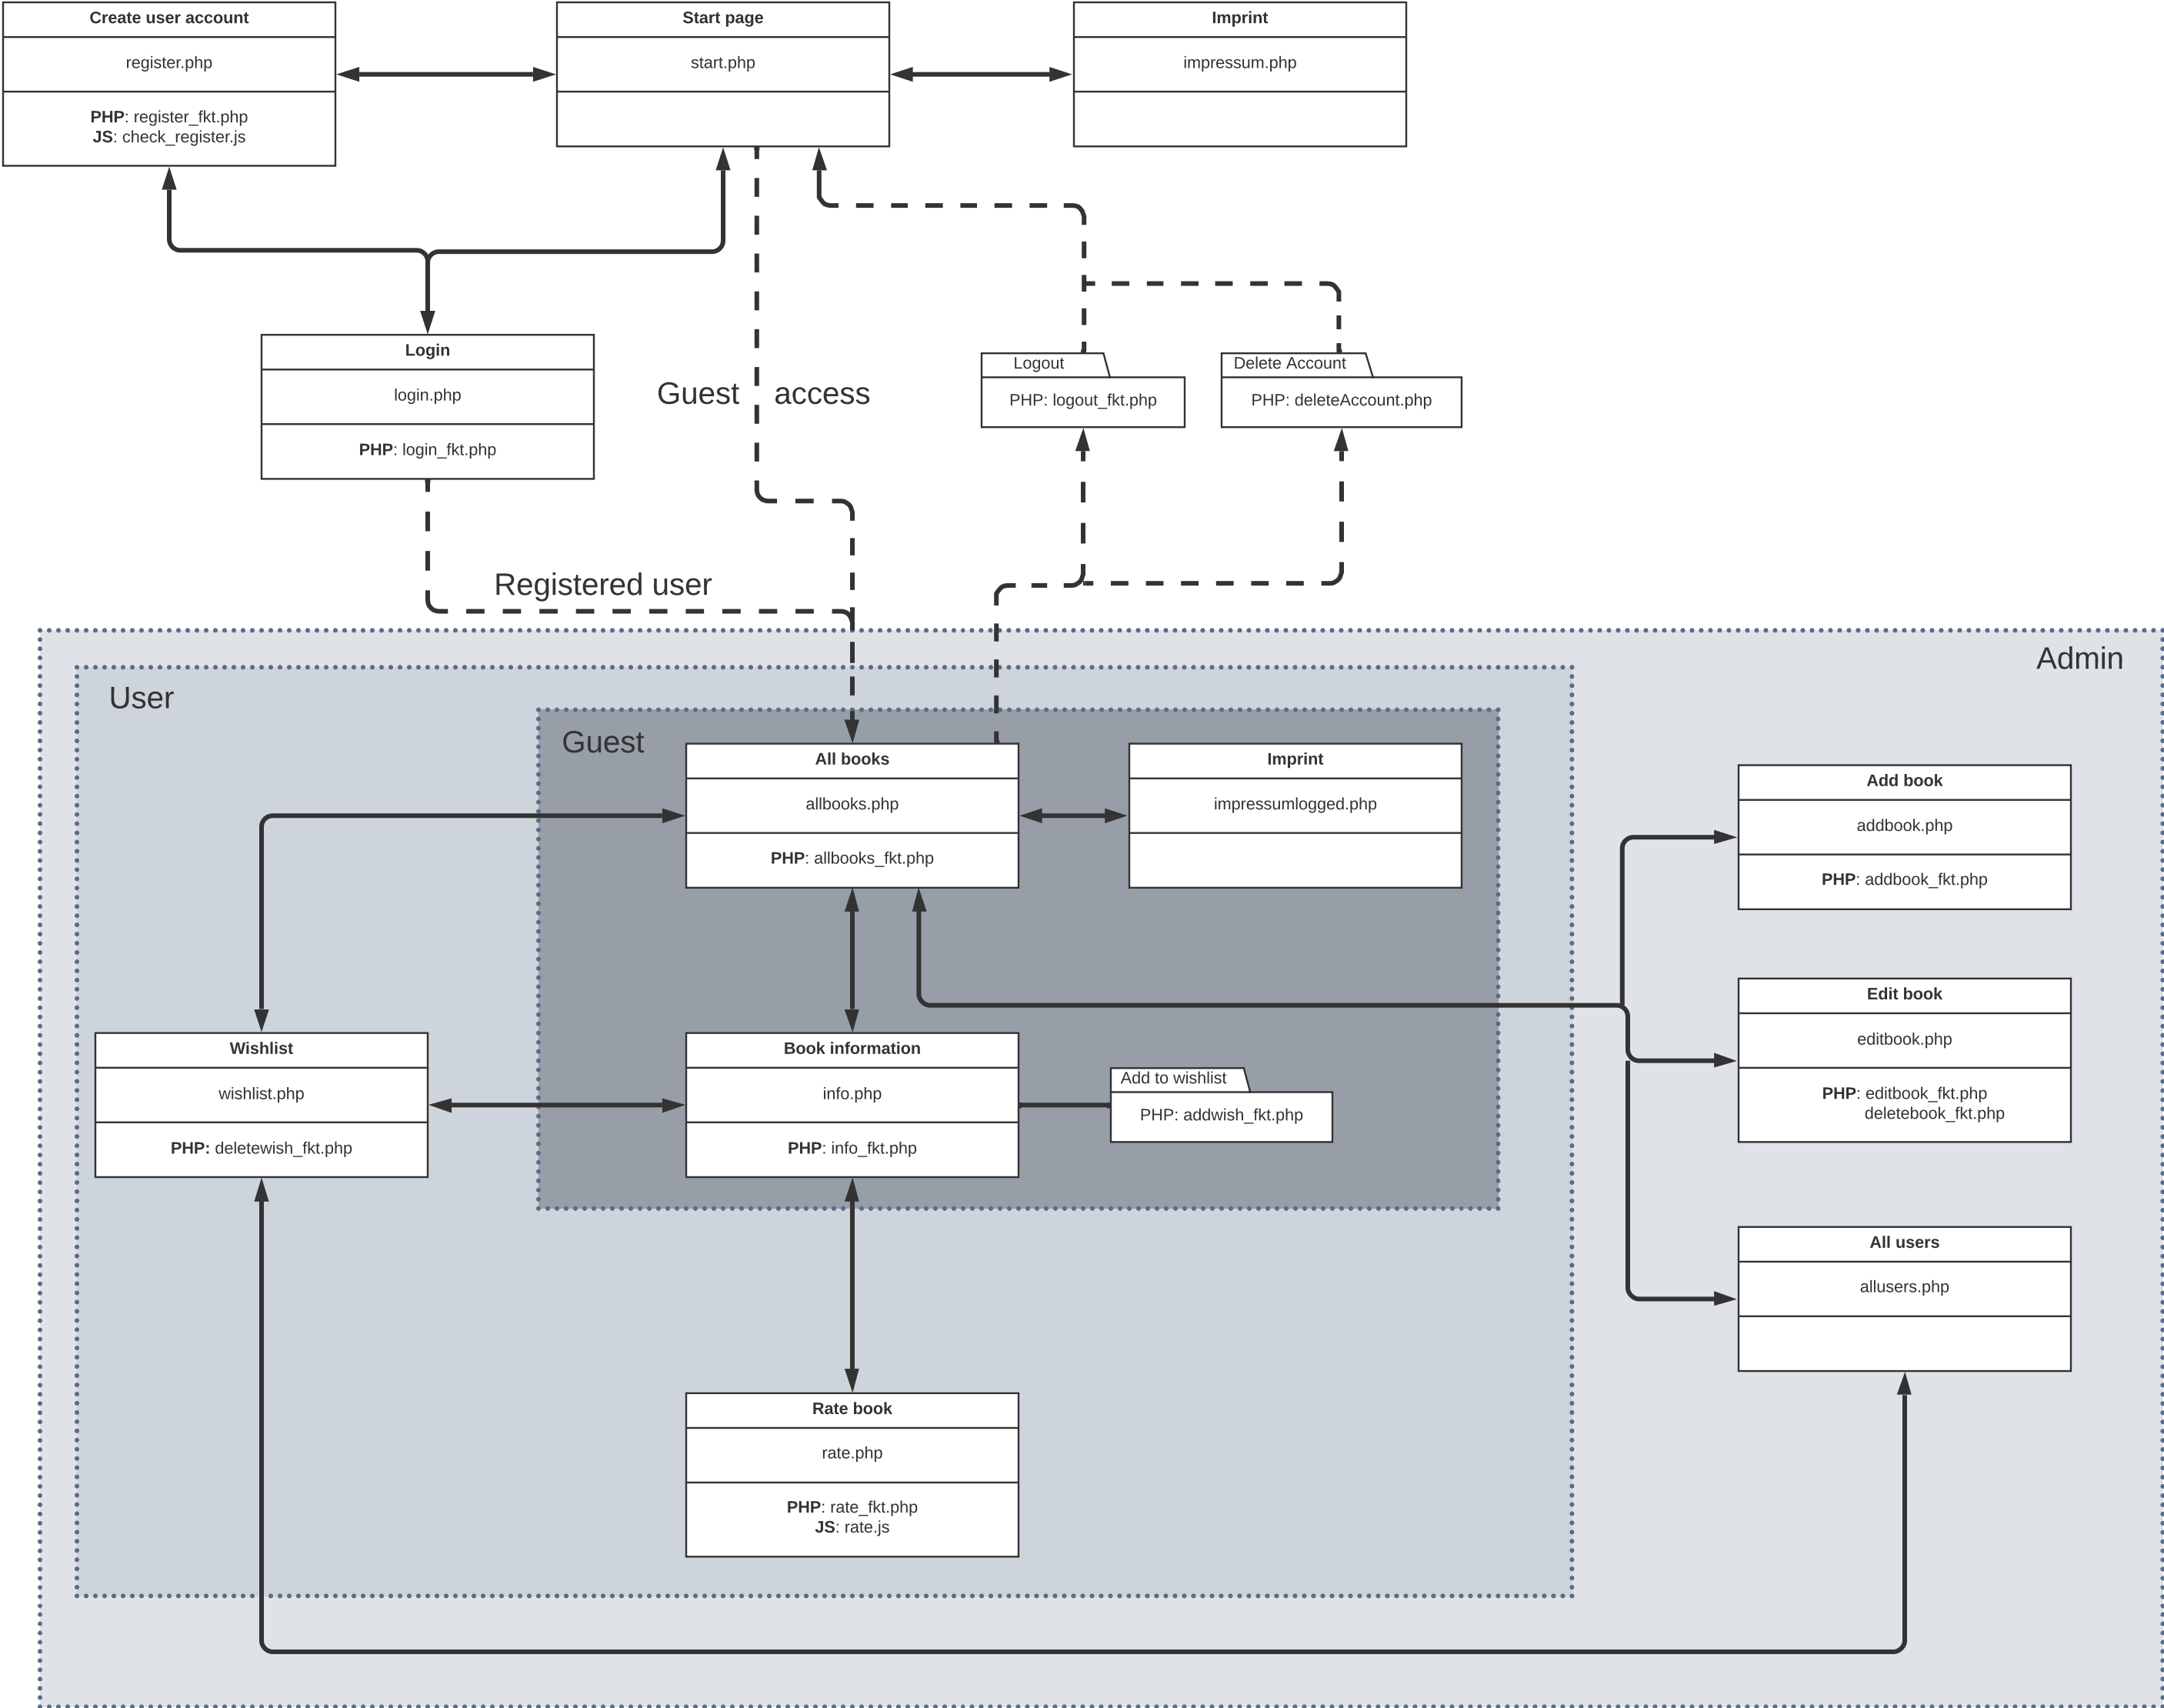 Create user account
register.php
PHP: register_fkt.php
JS: check_register.js
Start page
start.php
Imprint
impressum.php
Login
login.php
PHP: login_fkt.php
Guest access
Logout
PHP: logout_fkt.php
Delete Account
PHP: deleteAccount.php
Registered user
Admin
User
Guest
All books
allbooks.php
PHP: allbooks_fkt.php
Imprint
impressumlogged.php
Add book
addbook.php
PHP: addbook_fkt.php
Wishlist
wishlist.php
PHP: deletewish_fkt.php
Book information
info.php
PHP: info_fkt.php
Add to wishlist
PHP: addwish_fkt.php
Edit book
editbook.php
PHP: editbook_fkt.php
deletebook_fkt.php
All users
allusers.php
Rate book
rate.php
PHP: rate_fkt.php
JS: rate.js